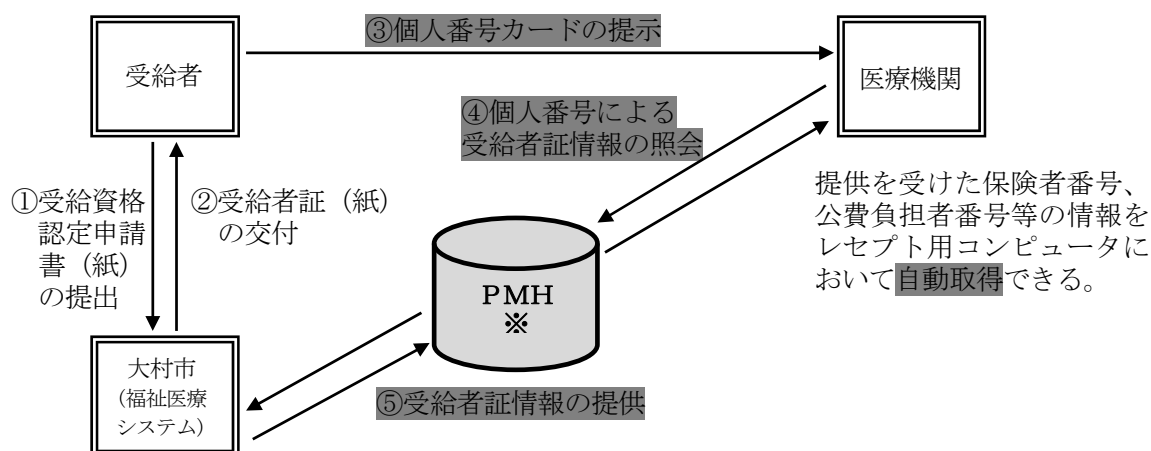 ③個人番号カードの提示
受給者
医療機関
④個人番号による
受給者証情報の照会
①受給資格
認定申請
書（紙）
の提出
②受給者証（紙）
の交付
提供を受けた保険者番号、
公費負担者番号等の情報を
レセプト用コンピュータに
おいて自動取得できる。
ＰＭＨ
※
大村市
（福祉医療
システム）
⑤受給者証情報の提供